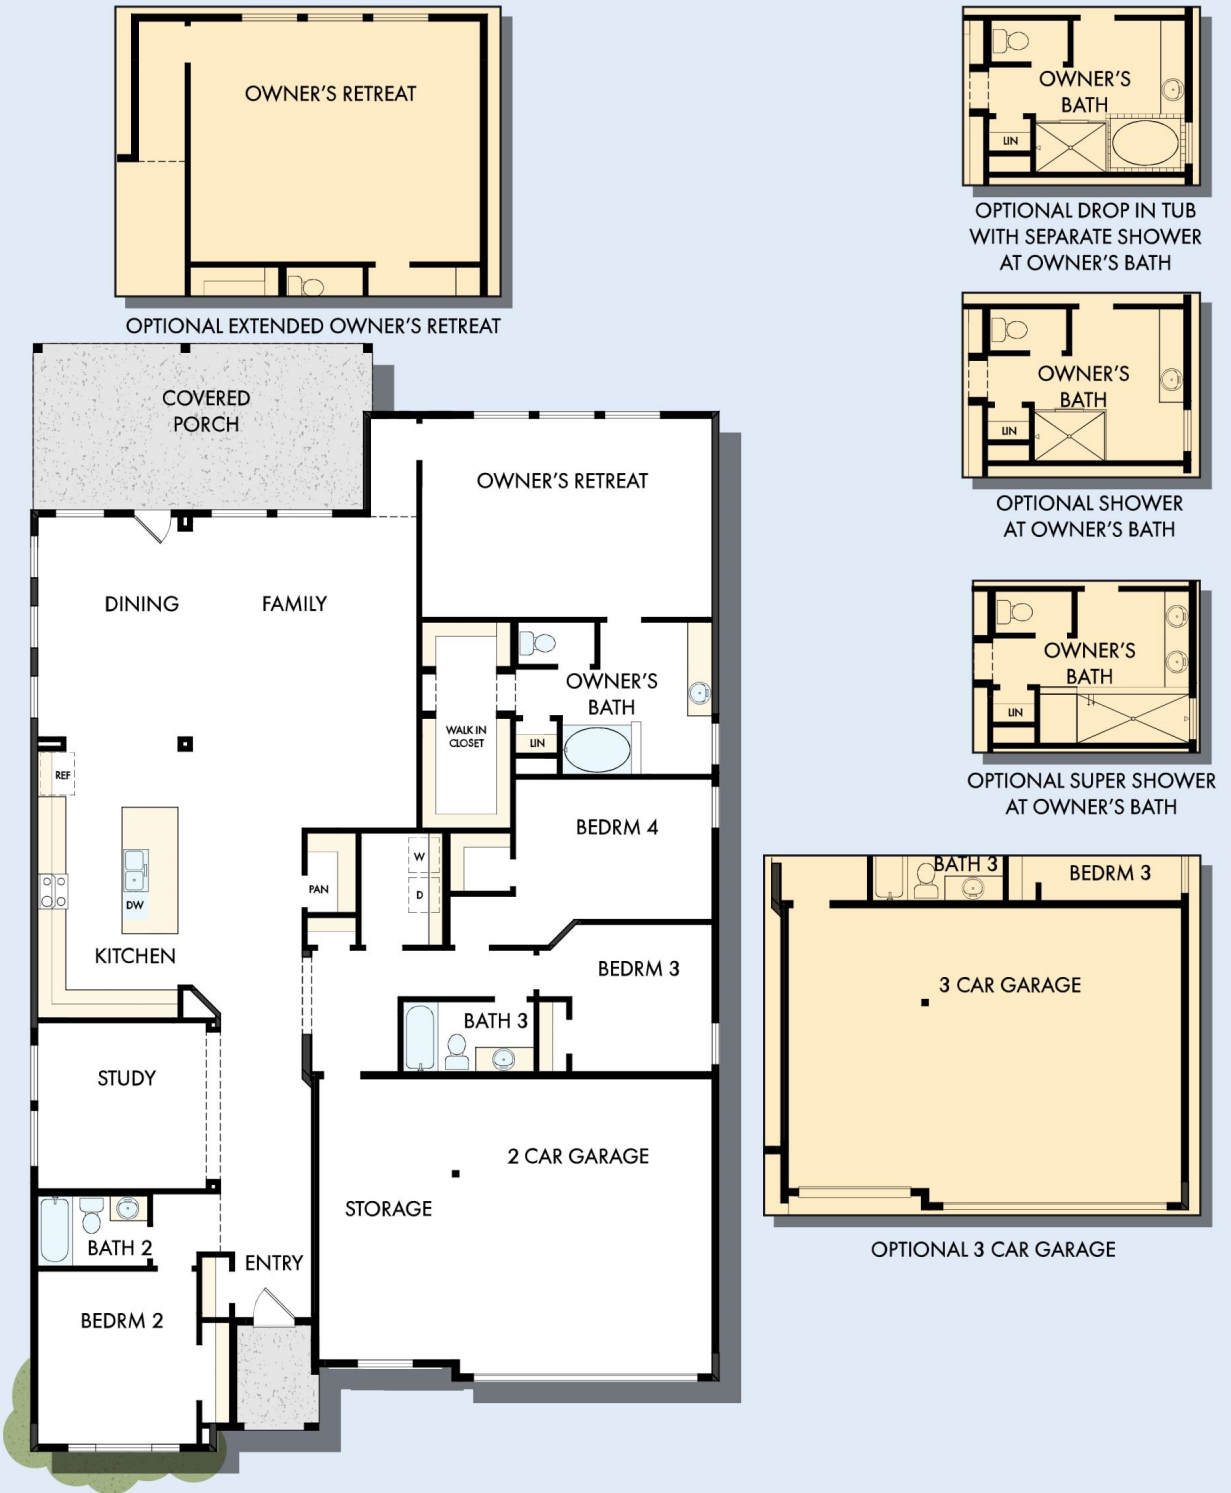 OWNER'S RETREAT
OPTIONAL EXTENDED OWNER'S RETREAT
OWNER'S
BATH
LIN
OPTIONAL DROP IN TUB
WITH SEPARATE SHOWER
AT OWNER'S BATH
OWNER'S
BATH
LIN
OPTIONAL SHOWER
AT OWNER'S BATH
OWNER'S
BATH
LIN
OPTIONAL SUPER SHOWER
AT OWNER'S BATH
COVERED
PORCH
OWNER'S RETREAT
DINING
FAMILY
OWNER'S
BATH
WALK IN
CLOSET
LIN
REF
BEDRM 4
W
D
PAN
DW
KITCHEN
BEDRM 3
BATH 3
STUDY
2 CAR GARAGE
STORAGE
BATH 2
ENTRY
BEDRM 2
BATH 3
BEDRM 3
3 CAR GARAGE
OPTIONAL 3 CAR GARAGE